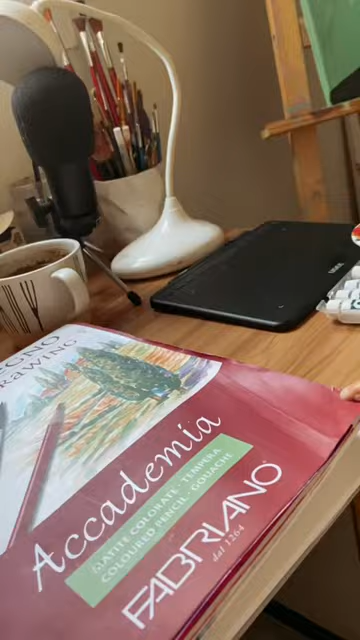 DRAWING
Accademia
MATITE COLORATE · TEMPERA
COLOURED PENCIL · GOUACHE
FABRIANO
dal 1264